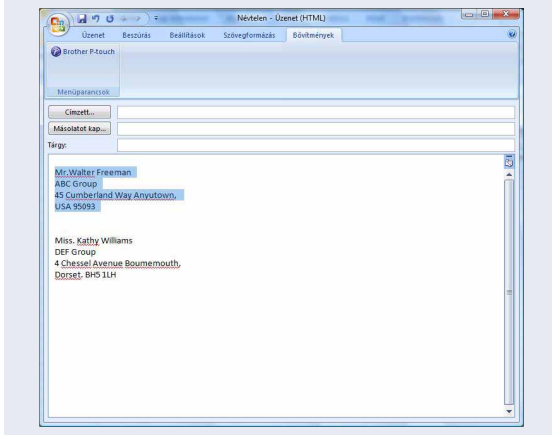 Névtelen - Üzenet (HTML)
Üzenet Beszúrás Beállítások Szövegformázás Bővítmények
Brother P-touch
Menüparancsok
Címzett...
Másolatot kap...
Tárgy:
Mr.Walter Freeman
ABC Group
45 Cumberland Way Anyutown,
USA 95093
Miss. Kathy Williams
DEF Group
4 Chessel Avenue Boumemouth,
Dorset. BH5 1LH